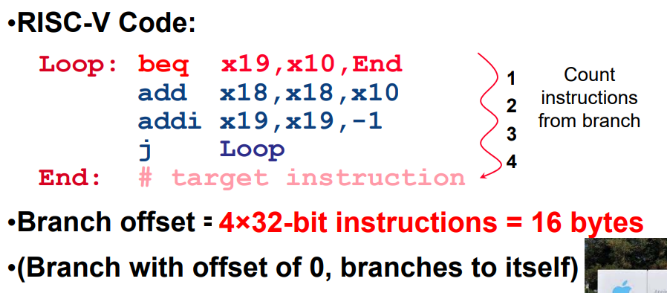 •RISC-V Code:
Loop: beq x19,x10,End
add x18,x18,x10
addi x19,x19,-1
j Loop
End: # target instruction
1
2
3
4
Count
instructions
from branch
•Branch offset = 4×32-bit instructions = 16 bytes
•(Branch with offset of 0, branches to itself)